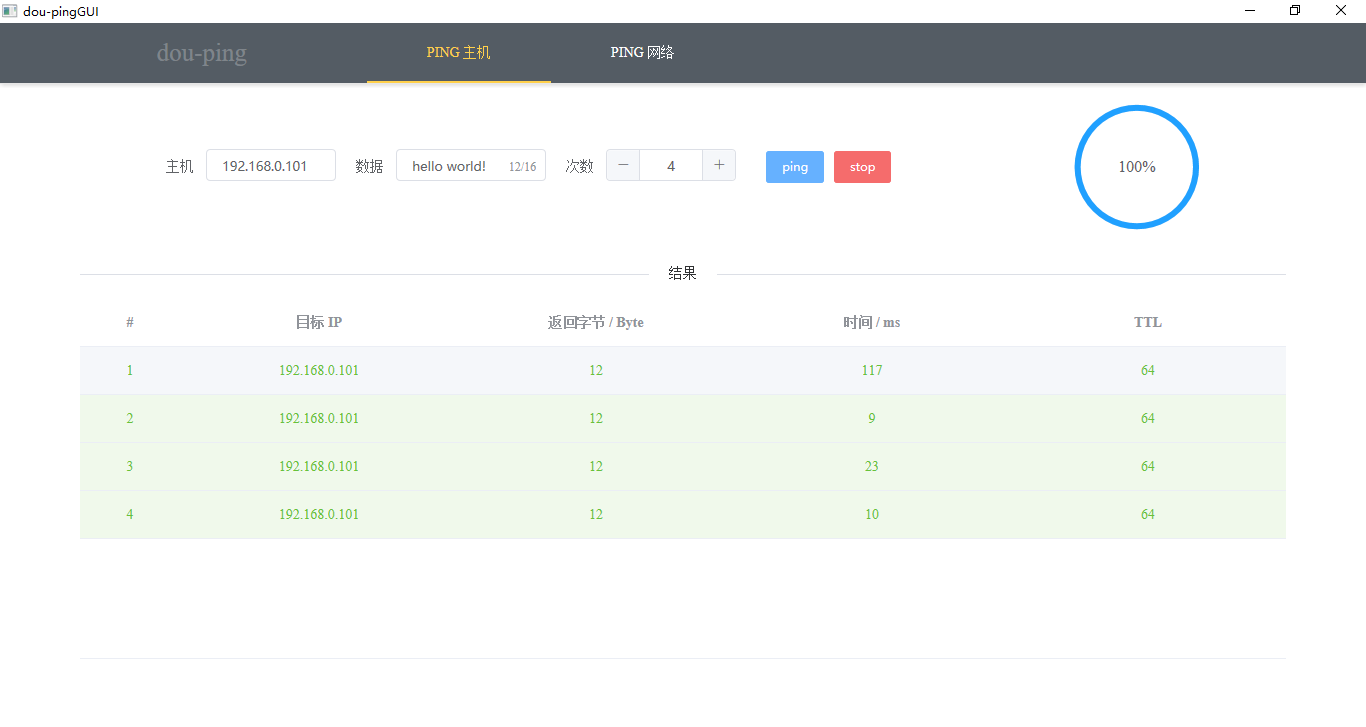 dou-pingGUI
dou-ping PING 主机 PING 网络
主机 192.168.0.101 数据 hello world! 12/16 次数 − 4 + ping stop 100%
结果
# 目标 IP 返回字节 / Byte 时间 / ms TTL
1 192.168.0.101 12 117 64
2 192.168.0.101 12 9 64
3 192.168.0.101 12 23 64
4 192.168.0.101 12 10 64